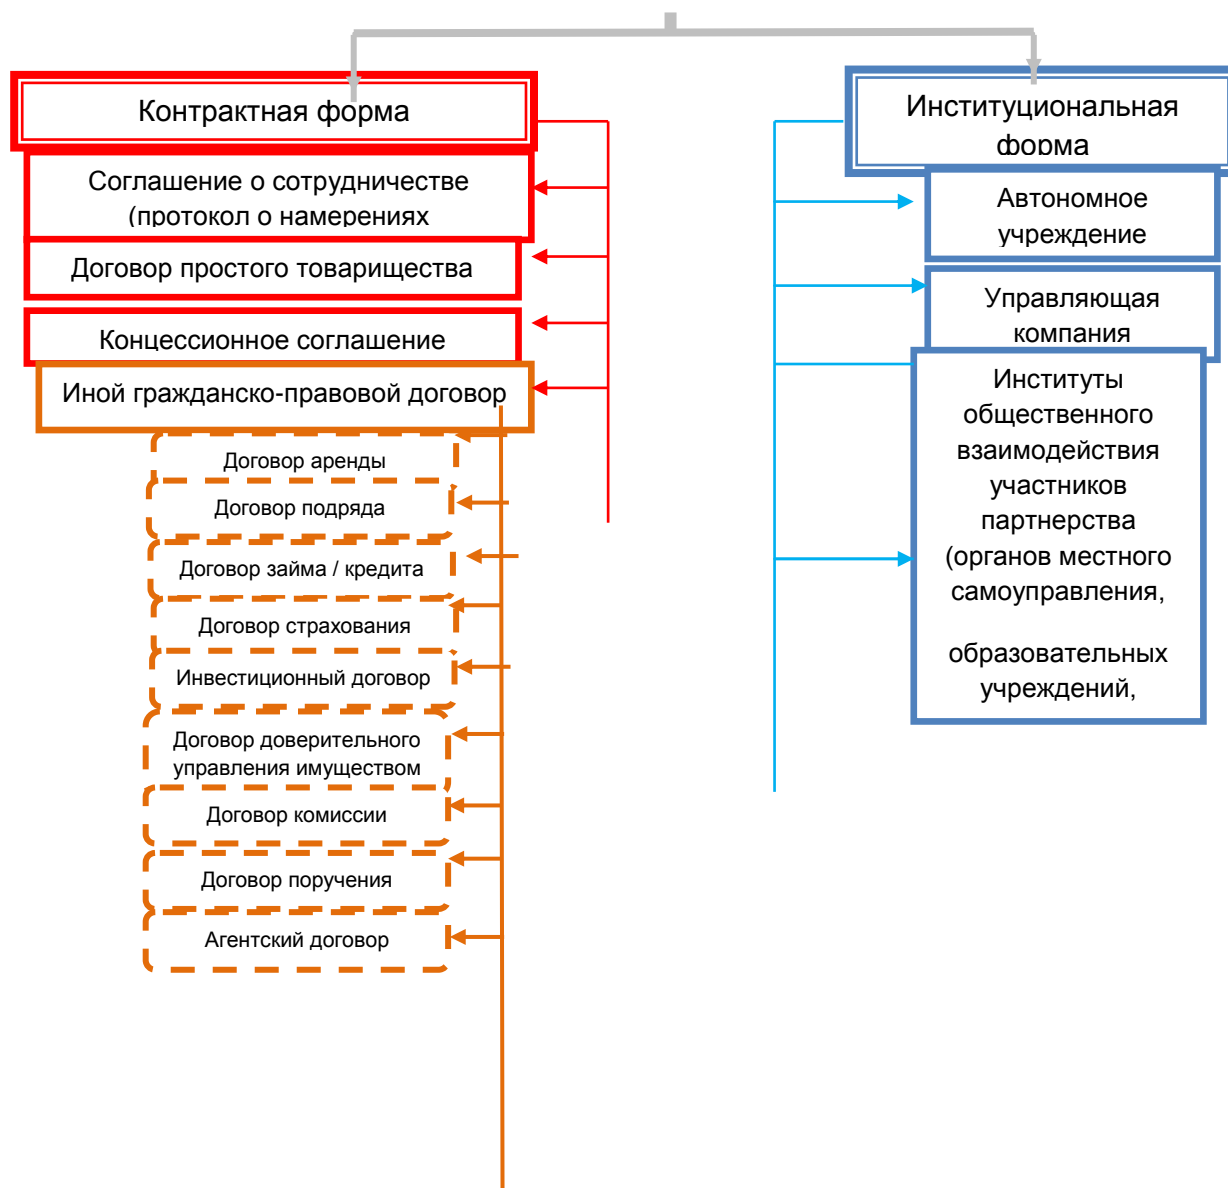 Контрактная форма
Соглашение о сотрудничестве
(протокол о намерениях
Договор простого товарищества
Концессионное соглашение
Иной гражданско-правовой договор
Договор аренды
Договор подряда
Договор займа / кредита
Договор страхования
Инвестиционный договор
Договор доверительного
управления имуществом
Договор комиссии
Договор поручения
Агентский договор
Институциональная
форма
Автономное
учреждение
Управляющая
компания
Институты
общественного
взаимодействия
участников
партнерства
(органов местного
самоуправления,
образовательных
учреждений,